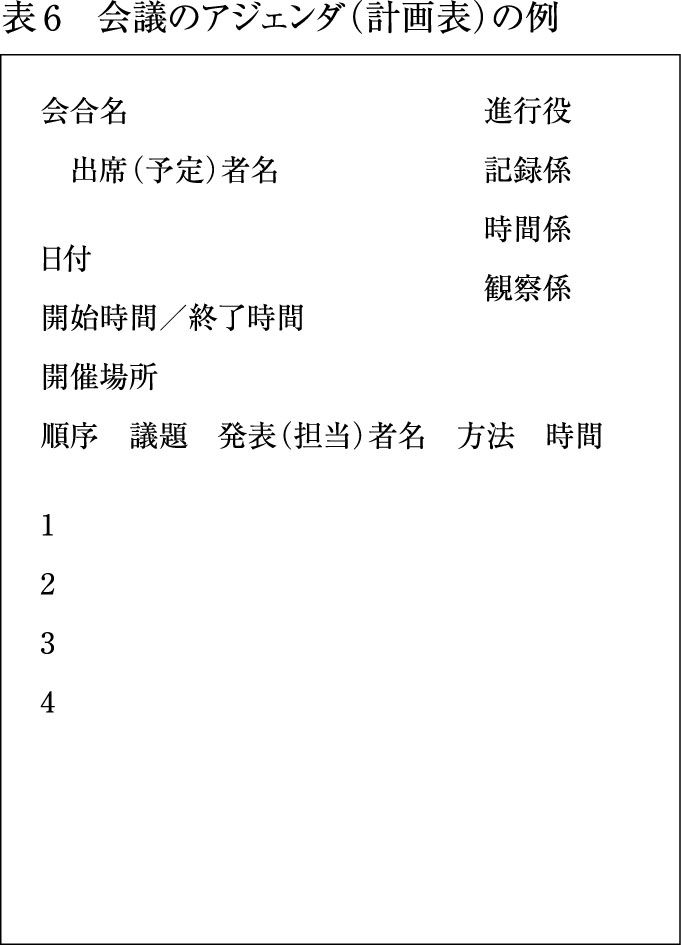 表6　会議のアジェンダ（計画表）の例
会合名
出席（予定）者名
日付
開始時間／終了時間
開催場所
進行役
記録係
時間係
観察係
順序　議題　発表（担当）者名　方法　時間
1
2
3
4